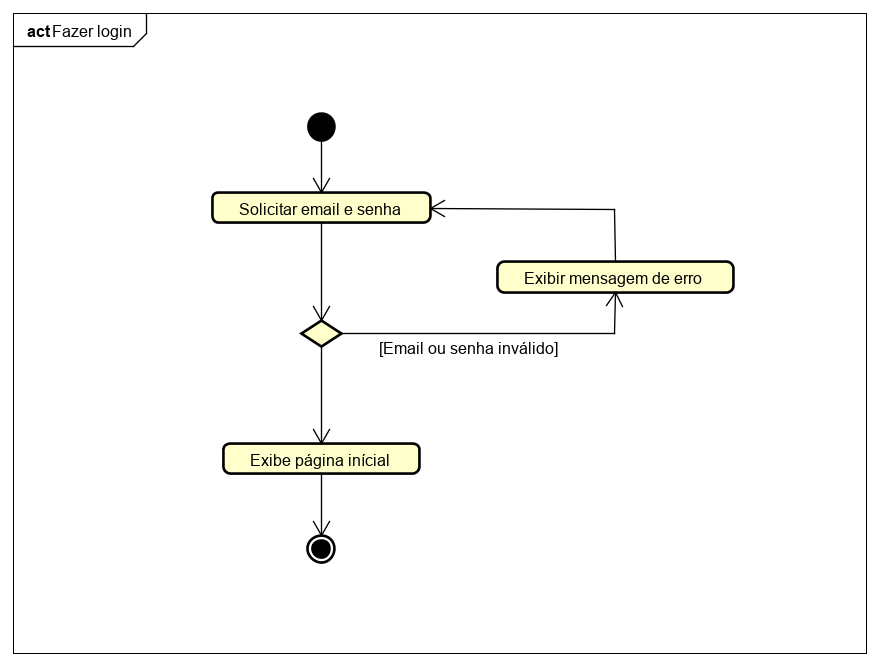 act Fazer login
Solicitar email e senha
Exibir mensagem de erro
[Email ou senha inválido]
Exibe página inícial